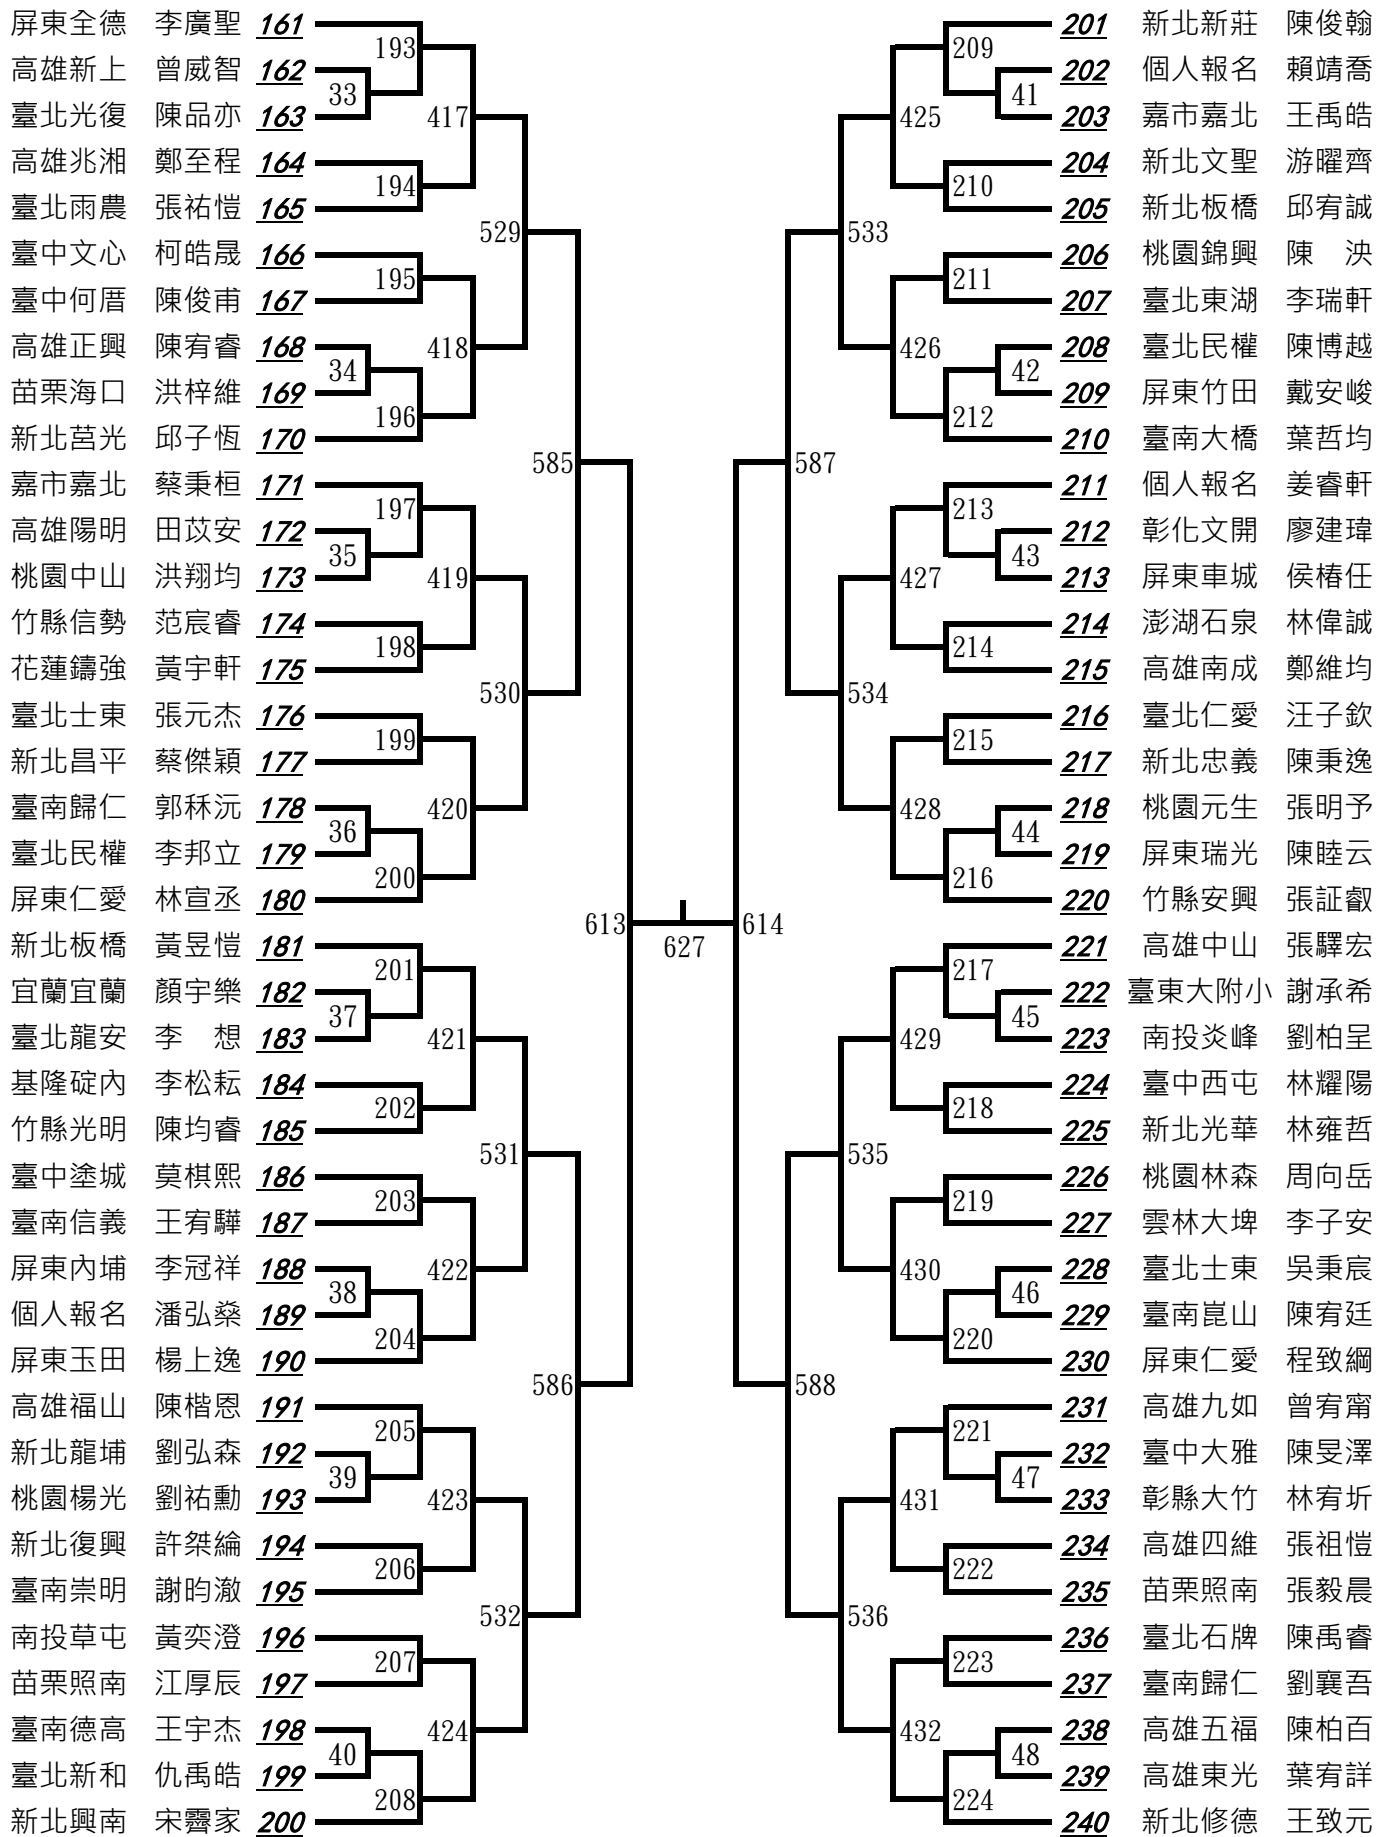 屏東全德 李廣聖 161
193
高雄新上 曾威智 162
33
臺北光復 陳品亦 163
417
高雄兆湘 鄭至程 164
194
臺北雨農 張祐愷 165
529
臺中文心 柯皓晟 166
195
臺中何厝 陳俊甫 167
高雄正興 陳宥睿 168
418
34
苗栗海口 洪梓維 169
196
新北莒光 邱子恆 170
585
嘉市嘉北 蔡秉桓 171
197
高雄陽明 田苡安 172
35
桃園中山 洪翔均 173
419
竹縣信勢 范宸睿 174
198
花蓮鑄強 黃宇軒 175
530
臺北士東 張元杰 176
199
新北昌平 蔡傑穎 177
臺南歸仁 郭秝沅 178
420
36
臺北民權 李邦立 179
200
屏東仁愛 林宣丞 180
613
627
新北板橋 黃昱愷 181
201
宜蘭宜蘭 顏宇樂 182
37
臺北龍安 李 想 183
421
基隆碇內 李松耘 184
202
竹縣光明 陳均睿 185
531
臺中塗城 莫棋熙 186
203
臺南信義 王宥驊 187
屏東內埔 李冠祥 188
422
38
個人報名 潘弘燊 189
204
屏東玉田 楊上逸 190
586
高雄福山 陳楷恩 191
205
新北龍埔 劉弘森 192
39
桃園楊光 劉祐勳 193
423
新北復興 許桀綸 194
206
臺南崇明 謝昀澈 195
532
南投草屯 黃奕澄 196
207
苗栗照南 江厚辰 197
臺南德高 王宇杰 198
424
40
臺北新和 仇禹皓 199
208
新北興南 宋霽家 200
201 新北新莊 陳俊翰
209
202 個人報名 賴靖喬
41
203 嘉市嘉北 王禹皓
425
204 新北文聖 游曜齊
210
205 新北板橋 邱宥誠
533
206 桃園錦興 陳 泱
211
207 臺北東湖 李瑞軒
208 臺北民權 陳博越
426
42
209 屏東竹田 戴安峻
212
210 臺南大橋 葉哲均
587
211 個人報名 姜睿軒
213
212 彰化文開 廖建瑋
43
213 屏東車城 侯椿任
427
214 澎湖石泉 林偉誠
214
215 高雄南成 鄭維均
534
216 臺北仁愛 汪子欽
215
217 新北忠義 陳秉逸
218 桃園元生 張明予
428
44
219 屏東瑞光 陳睦云
216
220 竹縣安興 張証叡
614
221 高雄中山 張驛宏
217
222 臺東大附小 謝承希
45
223 南投炎峰 劉柏呈
429
224 臺中西屯 林耀陽
218
225 新北光華 林雍哲
535
226 桃園林森 周向岳
219
227 雲林大埤 李子安
228 臺北士東 吳秉宸
430
46
229 臺南崑山 陳宥廷
220
230 屏東仁愛 程致綱
588
231 高雄九如 曾宥甯
221
232 臺中大雅 陳旻澤
47
233 彰縣大竹 林宥圻
431
234 高雄四維 張祖愷
222
235 苗栗照南 張毅晨
536
236 臺北石牌 陳禹睿
223
237 臺南歸仁 劉襄吾
238 高雄五福 陳柏百
432
48
239 高雄東光 葉宥詳
224
240 新北修德 王致元